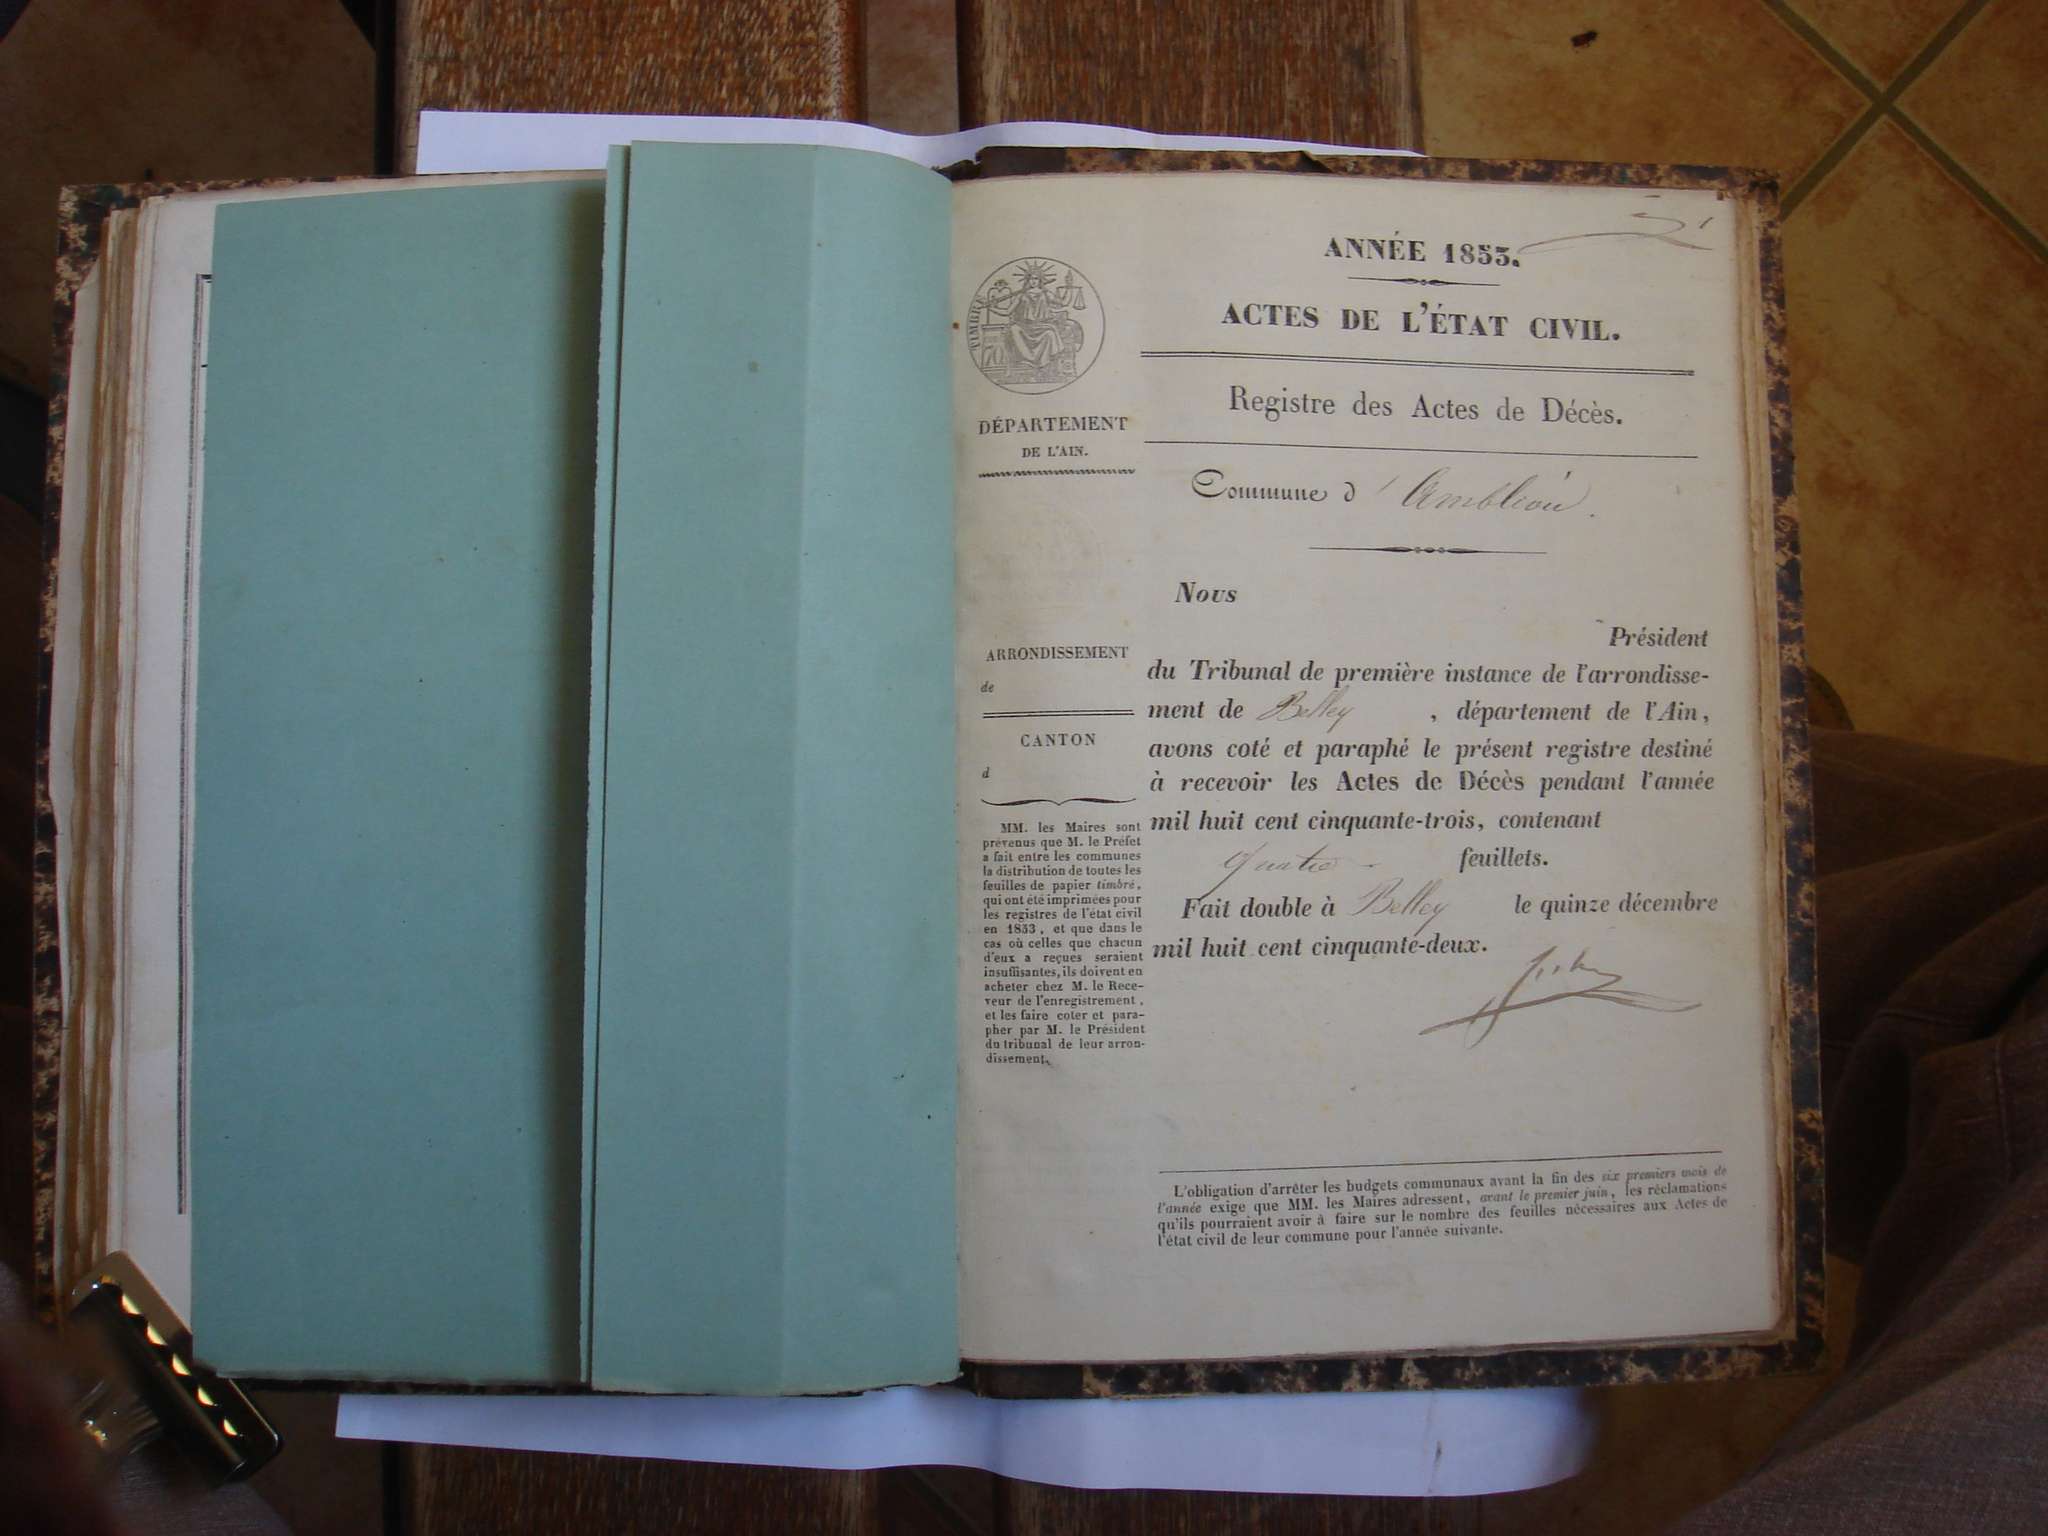 ANNÉE 1853.
ACTES DE L'ÉTAT CIVIL.
Registre des Actes de Décès.
Commune d'Ambléon.
TIMBRE
DÉPARTEMENT
DE L'AIN.
ARRONDISSEMENT
de
CANTON
d
MM. les Maires sont
prévenus que M. le Préfet
a fait entre les communes
la distribution de toutes les
feuilles de papier timbré,
qui ont été imprimées pour
les registres de l'état civil
en 1853, et que dans le
cas où celles que chacun
d'eux a reçues seraient
insuffisantes, ils doivent en
acheter chez M. le Rece-
veur de l'enregistrement,
et les faire coter et para-
pher par M. le Président
du tribunal de leur arron-
dissement.
Nous
Président
du Tribunal de première instance de l'arrondisse-
ment de Belley, département de l'Ain,
avons coté et paraphé le présent registre destiné
à recevoir les Actes de Décès pendant l'année
mil huit cent cinquante-trois, contenant
quatre feuillets.
Fait double à Belley le quinze décembre
mil huit cent cinquante-deux.
L'obligation d'arrêter les budgets communaux avant la fin des six premiers mois de
l'année exige que MM. les Maires adressent, avant le premier juin, les réclamations
qu'ils pourraient avoir à faire sur le nombre des feuilles nécessaires aux Actes de
l'état civil de leur commune pour l'année suivante.